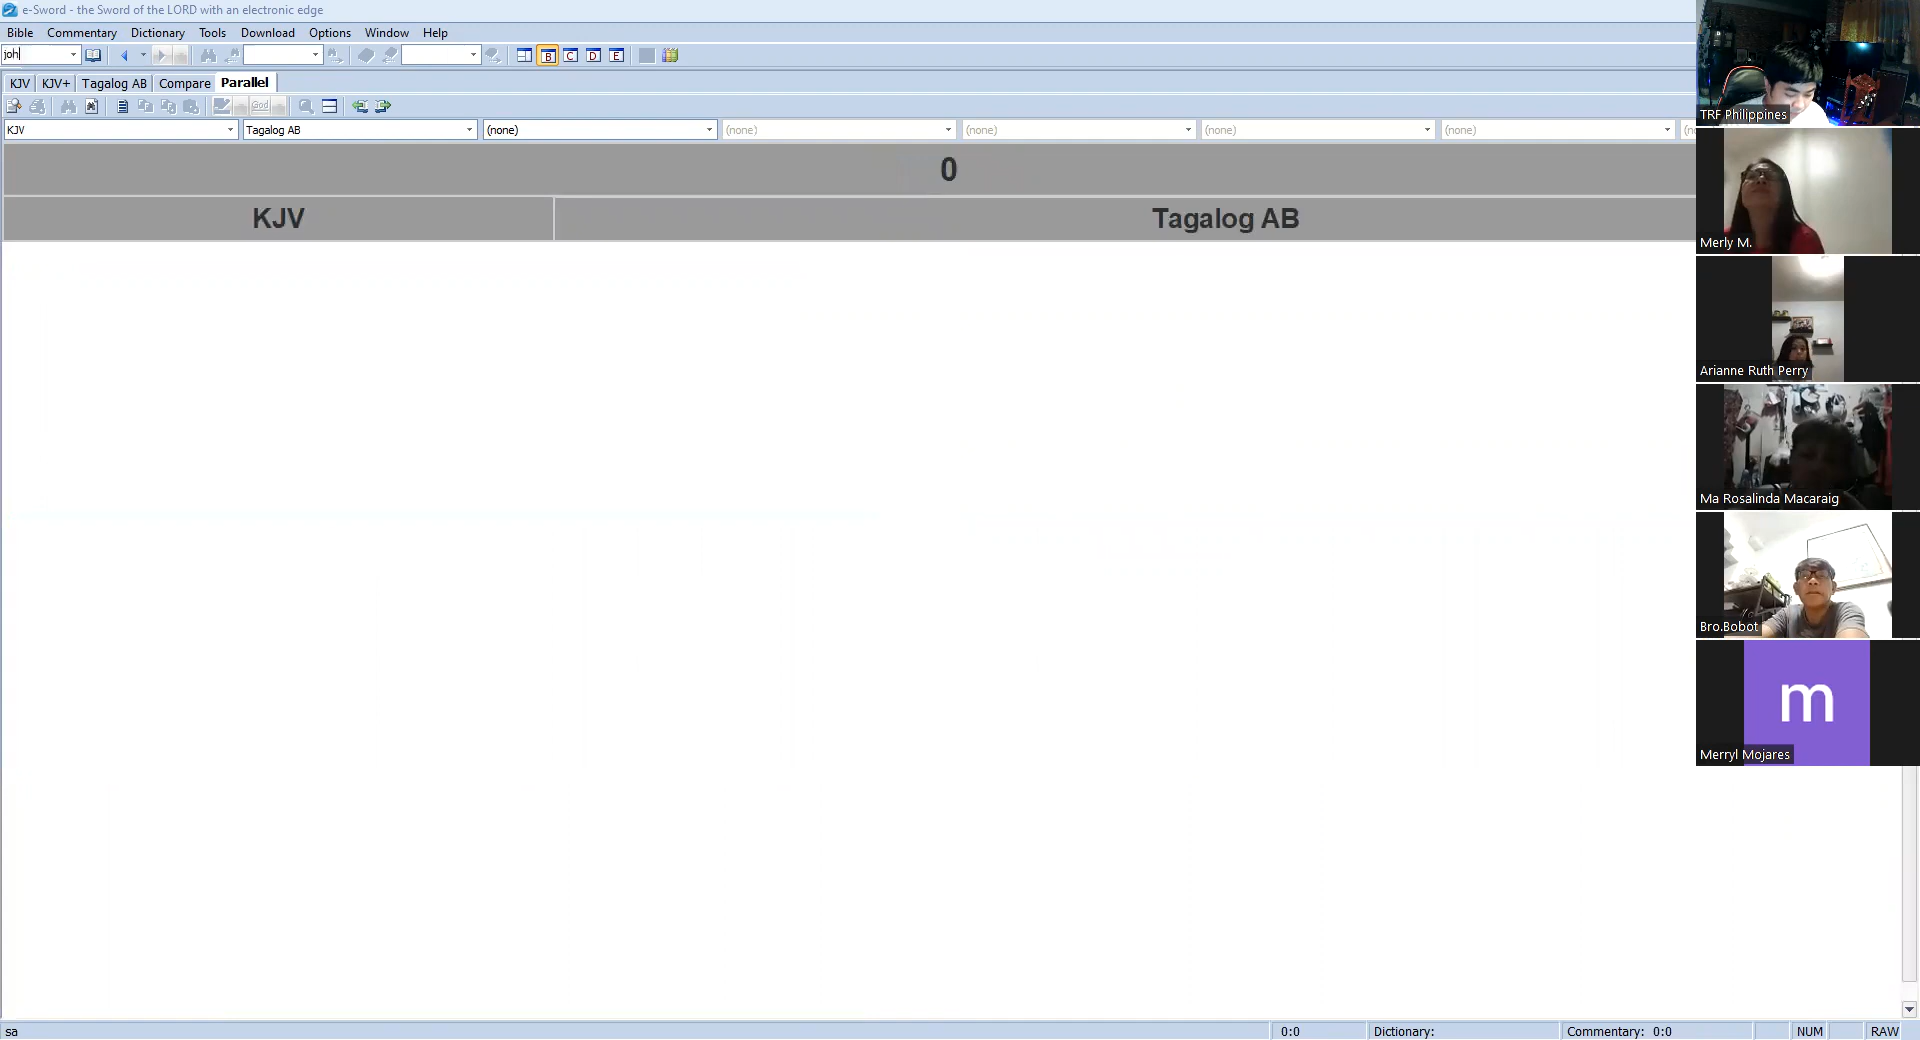 e-Sword - the Sword of the LORD with an electronic edge
Bible Commentary Dictionary Tools Download Options Window Help
joh
B C D E
KJV KJV+ Tagalog AB Compare Parallel
God
KJV Tagalog AB (none) (none) (none) (none) (none)
0
KJV Tagalog AB
TRF Philippines
Merly M.
Arianne Ruth Perry
Ma Rosalinda Macaraig
Bro.Bobot
m
Merryl Mojares
sa 0:0 Dictionary: Commentary: 0:0 NUM RAW